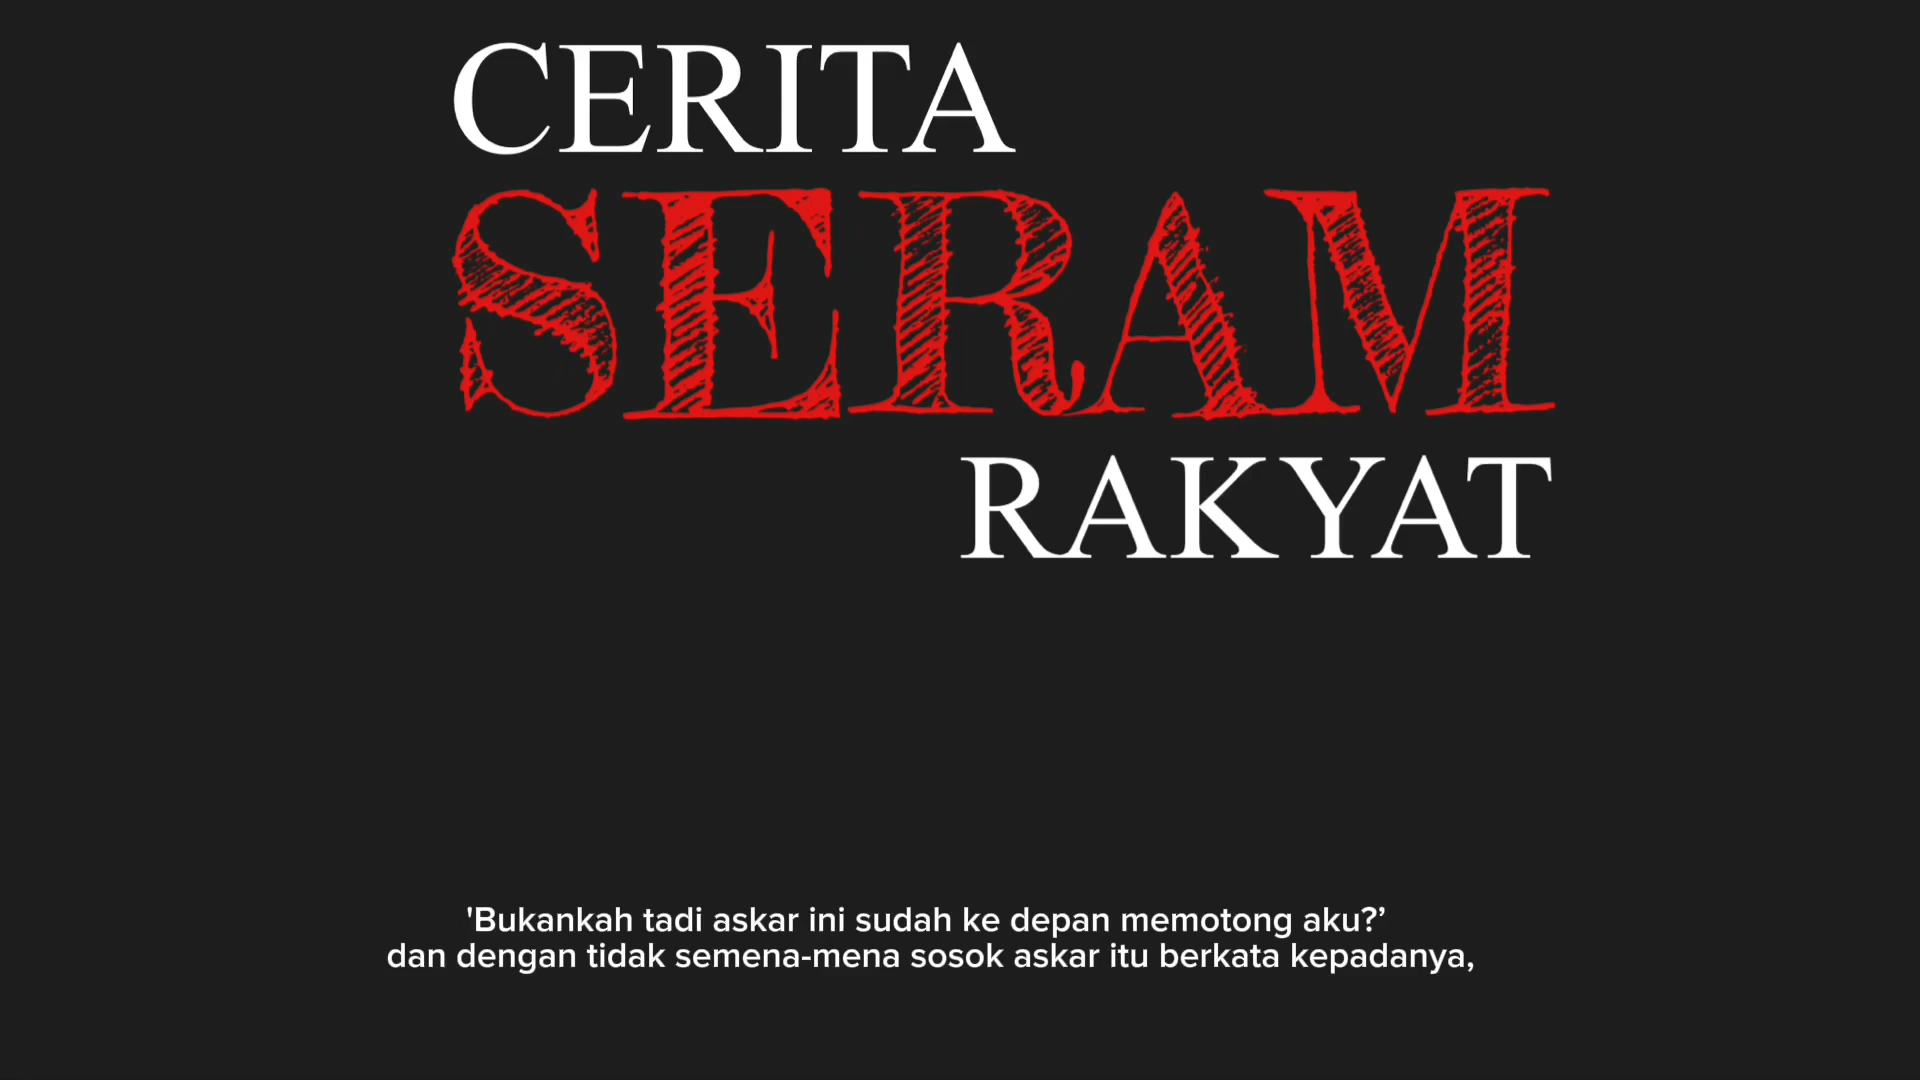 CERITA
SERAM
RAKYAT
'Bukankah tadi askar ini sudah ke depan memotong aku?’
dan dengan tidak semena-mena sosok askar itu berkata kepadanya,